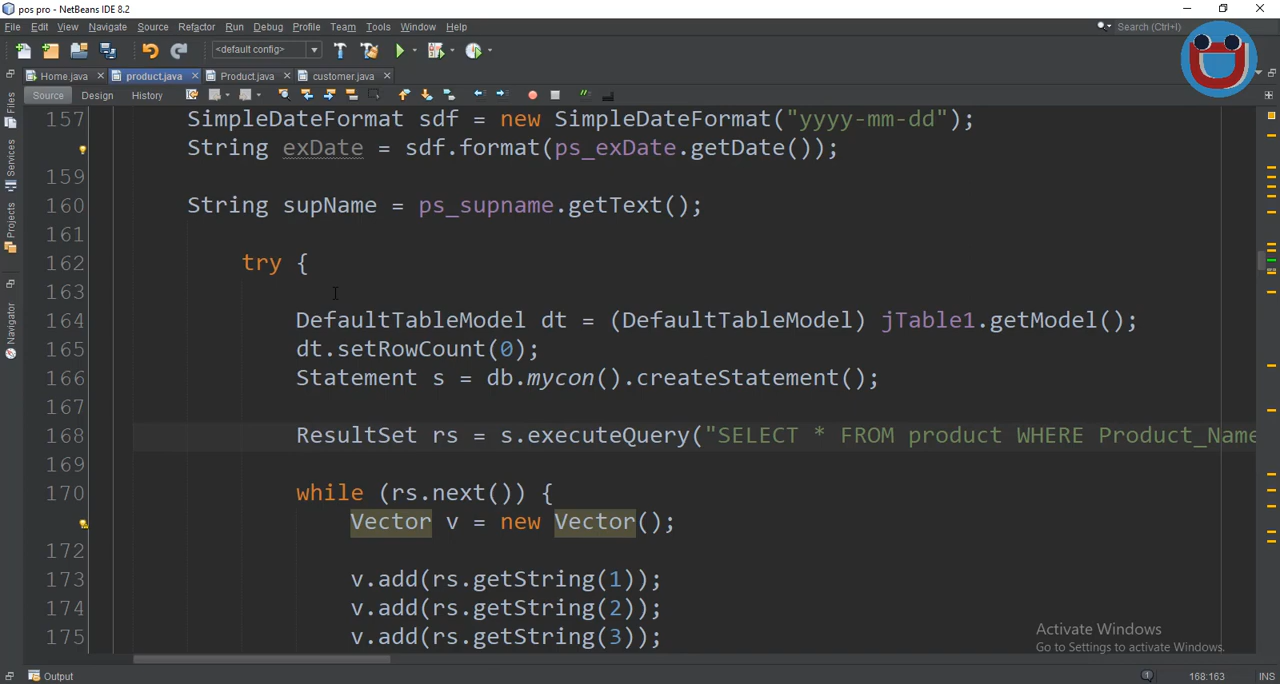 pos pro - NetBeans IDE 8.2
File Edit View Navigate Source Refactor Run Debug Profile Team Tools Window Help
Search (Ctrl+I)
<default config>
Home.java product.java Product.java customer.java
Source Design History
Files
Services
Projects
Navigator
157 SimpleDateFormat sdf = new SimpleDateFormat("yyyy-mm-dd");
String exDate = sdf.format(ps_exDate.getDate());
159
160 String supName = ps_supname.getText();
161
162 try {
163
164 DefaultTableModel dt = (DefaultTableModel) jTable1.getModel();
165 dt.setRowCount(0);
166 Statement s = db.mycon().createStatement();
167
168 ResultSet rs = s.executeQuery("SELECT * FROM product WHERE Product_Name
169
170 while (rs.next()) {
Vector v = new Vector();
172
173 v.add(rs.getString(1));
174 v.add(rs.getString(2));
175 v.add(rs.getString(3));
Activate Windows
Go to Settings to activate Windows.
Output
168:163 INS